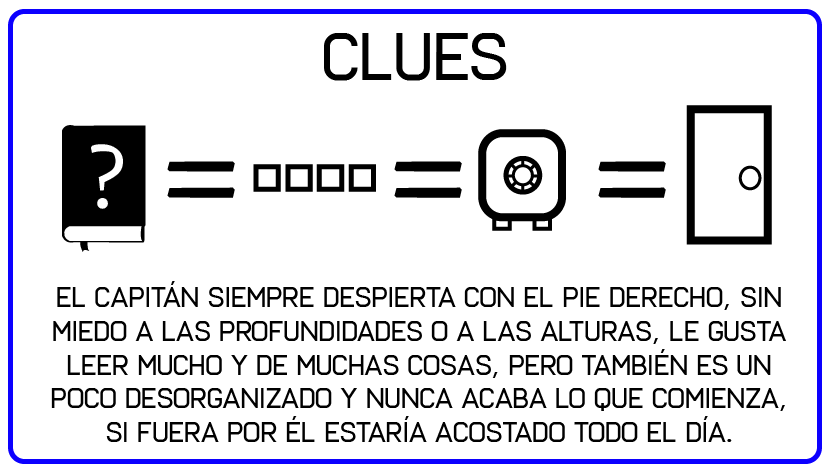 CLUES
?
EL CAPITÁN SIEMPRE DESPIERTA CON EL PIE DERECHO, SIN
MIEDO A LAS PROFUNDIDADES O A LAS ALTURAS, LE GUSTA
LEER MUCHO Y DE MUCHAS COSAS, PERO TAMBIÉN ES UN
POCO DESORGANIZADO Y NUNCA ACABA LO QUE COMIENZA,
SI FUERA POR ÉL ESTARÍA ACOSTADO TODO EL DÍA.